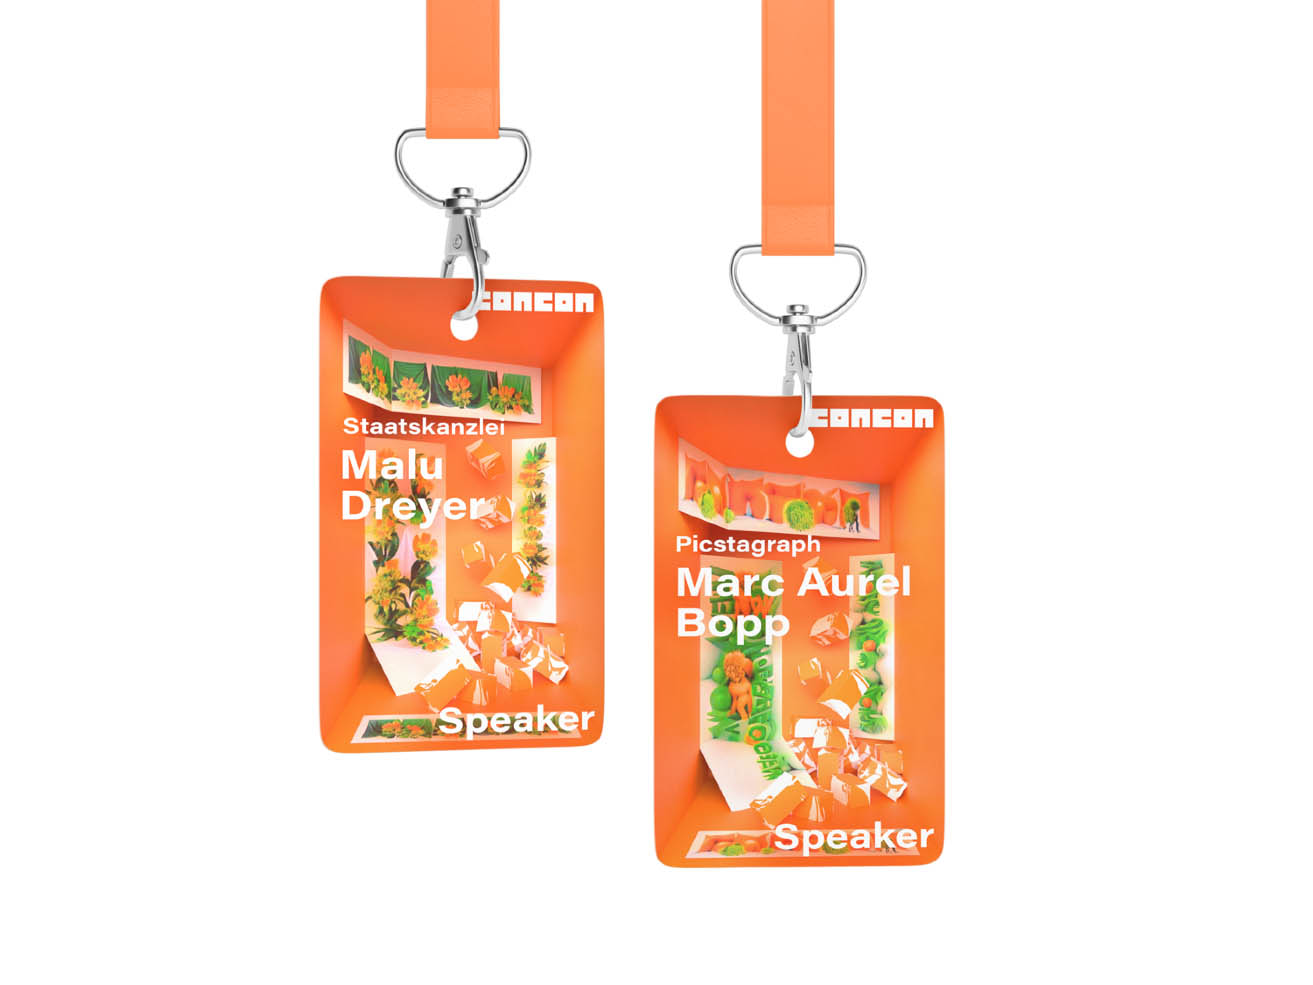 concon
Staatskanzlei
Malu
Dreyer
Speaker
concon
Picstagraph
Marc Aurel
Bopp
Speaker